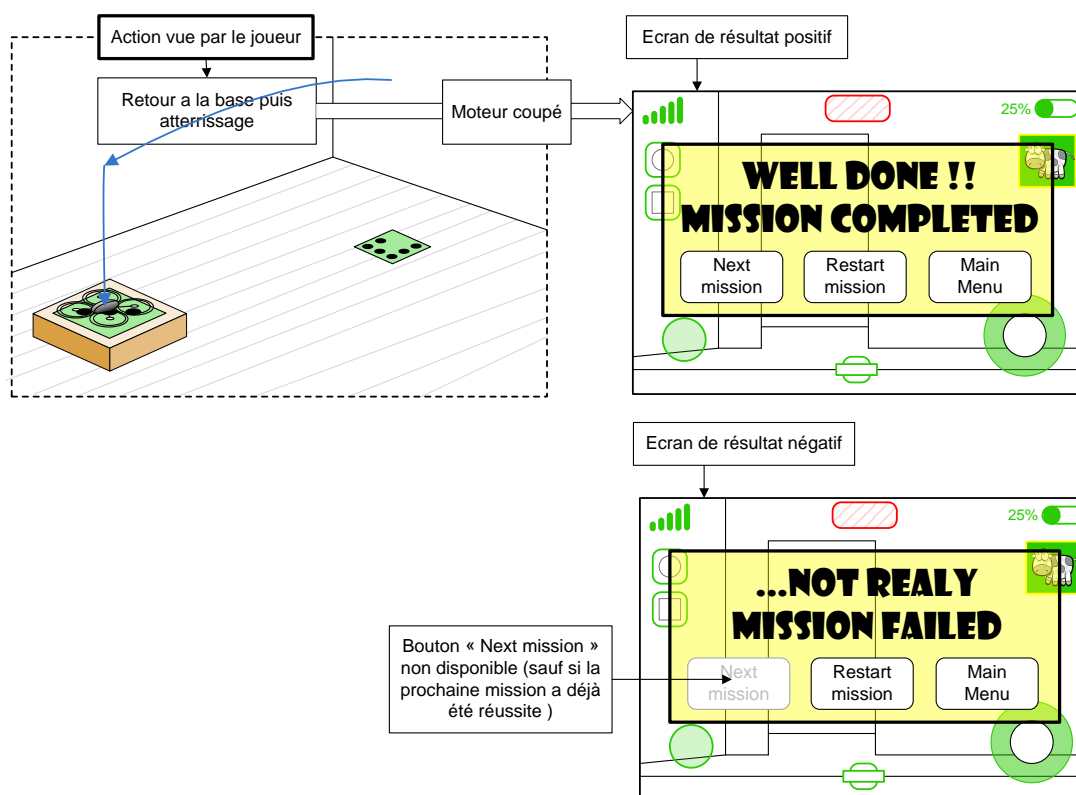 Action vue par le joueur
Retour a la base puis
atterrissage
Moteur coupé
Ecran de résultat positif
25%
WELL DONE !!
MISSION COMPLETED
Next
mission
Restart
mission
Main
Menu
Ecran de résultat négatif
25%
...NOT REALY
MISSION FAILED
Next
mission
Restart
mission
Main
Menu
Bouton « Next mission »
non disponible (sauf si la
prochaine mission a déjà
été réussite )